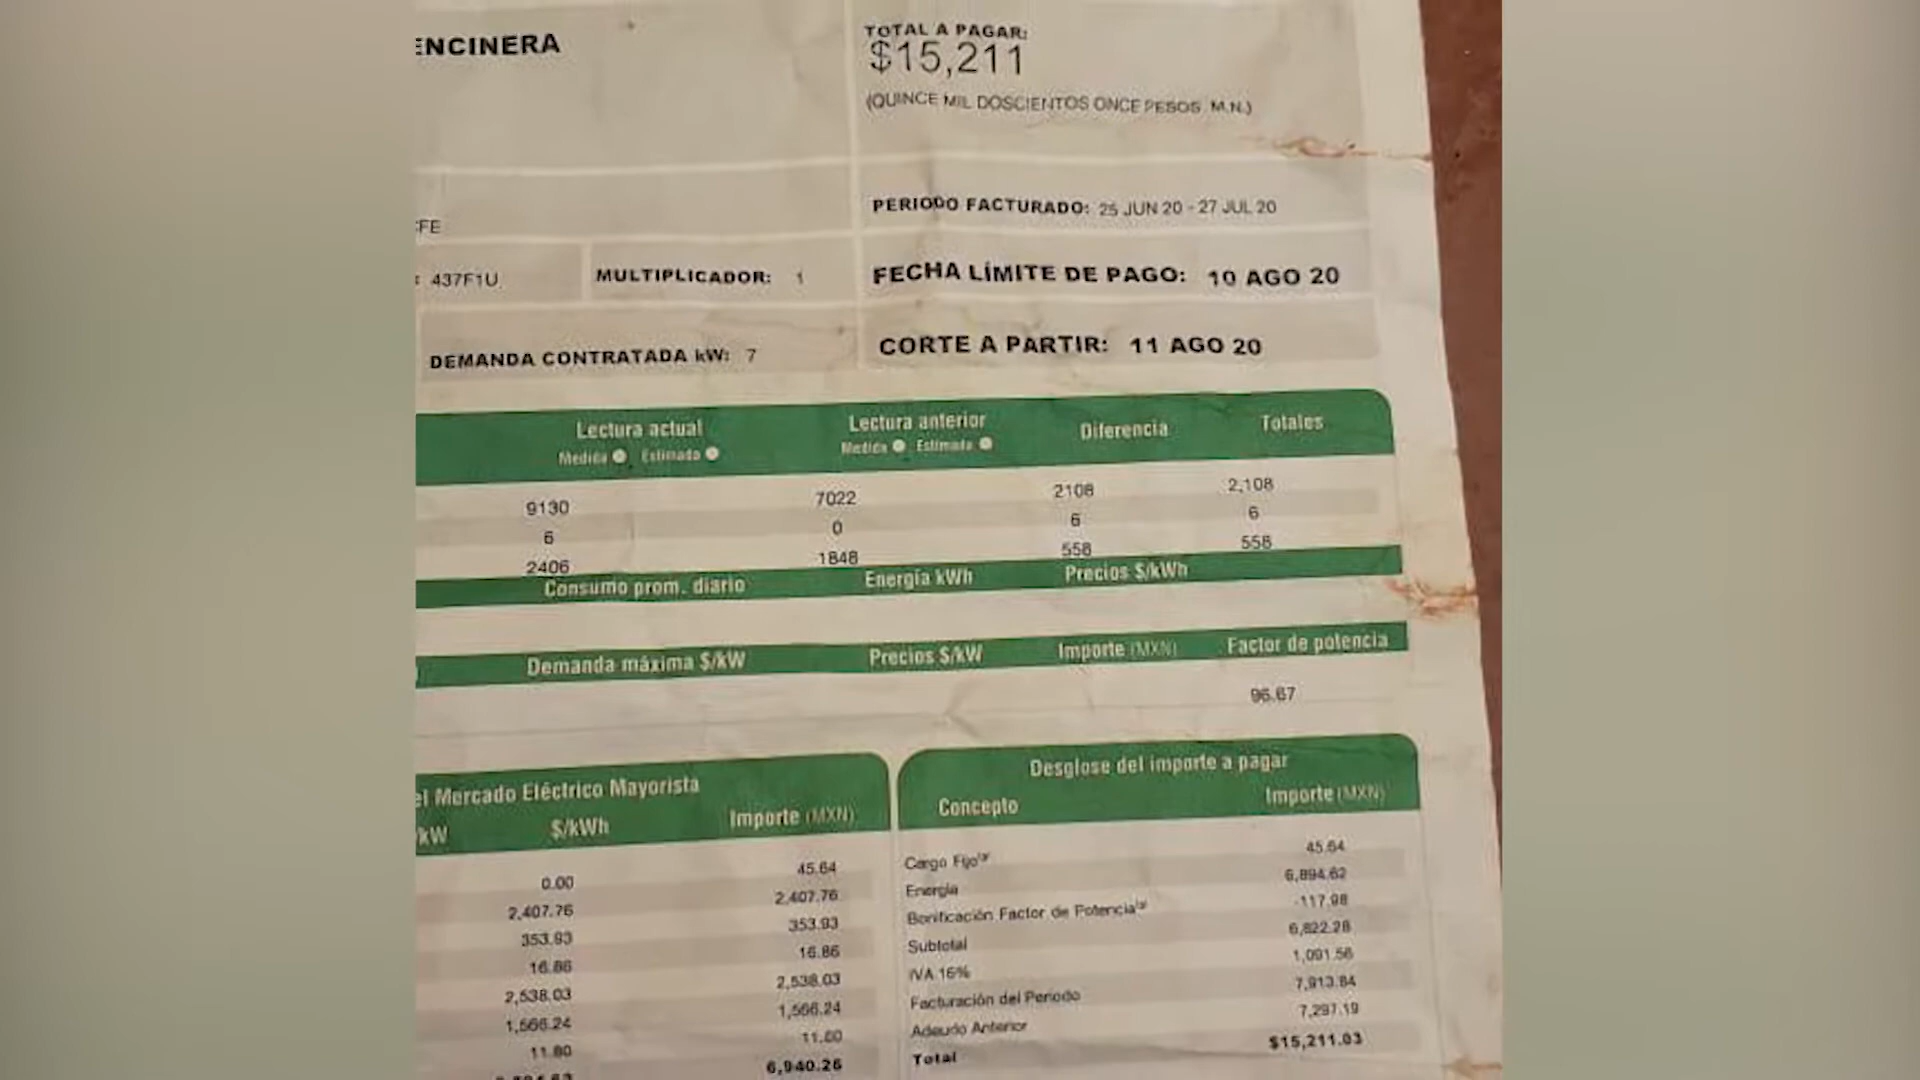 ENCINERA
TOTAL A PAGAR:
$15,211
(QUINCE MIL DOSCIENTOS ONCE PESOS M.N.)
PERIODO FACTURADO: 25 JUN 20 - 27 JUL 20
CFE
437F1U
MULTIPLICADOR: 1
FECHA LÍMITE DE PAGO: 10 AGO 20
DEMANDA CONTRATADA kW: 7
CORTE A PARTIR: 11 AGO 20
Lectura actual Lectura anterior Diferencia Totales
Medida Estimada Medida Estimada
9130 7022 2108 2,108
6 0 6 6
2406 1848 558 558
Consumo prom. diario Energía kWh Precios $/kWh
Demanda máxima $/kW Precios $/kW Importe (MXN) Factor de potencia
96.67
el Mercado Eléctrico Mayorista
/kW $/kWh Importe (MXN)
0.00 45.64
2,407.76 2,407.76
353.93 353.93
16.86 16.86
2,538.03 2,538.03
1,566.24 1,566.24
11.80 11.80
6,940.26
Desglose del importe a pagar
Concepto Importe (MXN)
Cargo Fijo 45.64
Energía 6,894.62
Bonificación Factor de Potencia -117.98
Subtotal 6,822.28
IVA 16% 1,091.56
Facturación del Periodo 7,913.84
Adeudo Anterior 7,297.19
Total $15,211.03